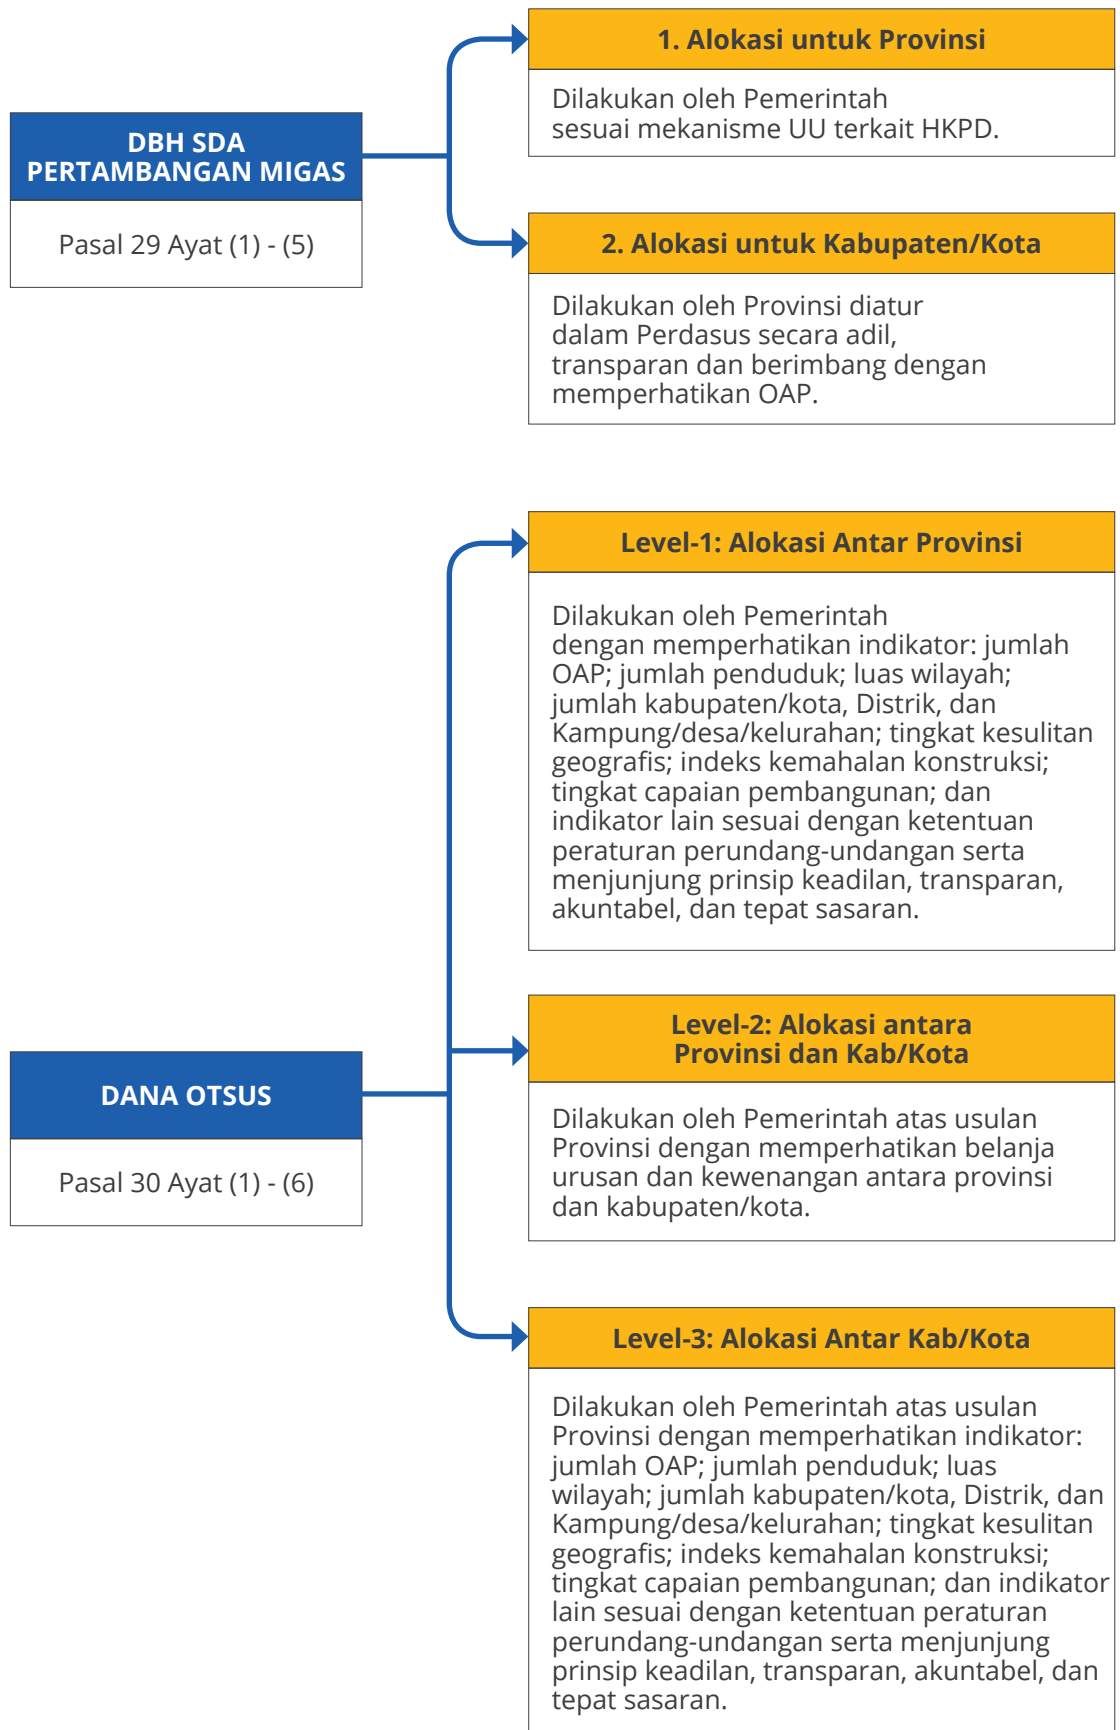 DBH SDA
PERTAMBANGAN MIGAS
Pasal 29 Ayat (1) - (5)
1. Alokasi untuk Provinsi
Dilakukan oleh Pemerintah
sesuai mekanisme UU terkait HKPD.
2. Alokasi untuk Kabupaten/Kota
Dilakukan oleh Provinsi diatur
dalam Perdasus secara adil,
transparan dan berimbang dengan
memperhatikan OAP.
DANA OTSUS
Pasal 30 Ayat (1) - (6)
Level-1: Alokasi Antar Provinsi
Dilakukan oleh Pemerintah
dengan memperhatikan indikator: jumlah
OAP; jumlah penduduk; luas wilayah;
jumlah kabupaten/kota, Distrik, dan
Kampung/desa/kelurahan; tingkat kesulitan
geografis; indeks kemahalan konstruksi;
tingkat capaian pembangunan; dan
indikator lain sesuai dengan ketentuan
peraturan perundang-undangan serta
menjunjung prinsip keadilan, transparan,
akuntabel, dan tepat sasaran.
Level-2: Alokasi antara
Provinsi dan Kab/Kota
Dilakukan oleh Pemerintah atas usulan
Provinsi dengan memperhatikan belanja
urusan dan kewenangan antara provinsi
dan kabupaten/kota.
Level-3: Alokasi Antar Kab/Kota
Dilakukan oleh Pemerintah atas usulan
Provinsi dengan memperhatikan indikator:
jumlah OAP; jumlah penduduk; luas
wilayah; jumlah kabupaten/kota, Distrik, dan
Kampung/desa/kelurahan; tingkat kesulitan
geografis; indeks kemahalan konstruksi;
tingkat capaian pembangunan; dan indikator
lain sesuai dengan ketentuan peraturan
perundang-undangan serta menjunjung
prinsip keadilan, transparan, akuntabel, dan
tepat sasaran.